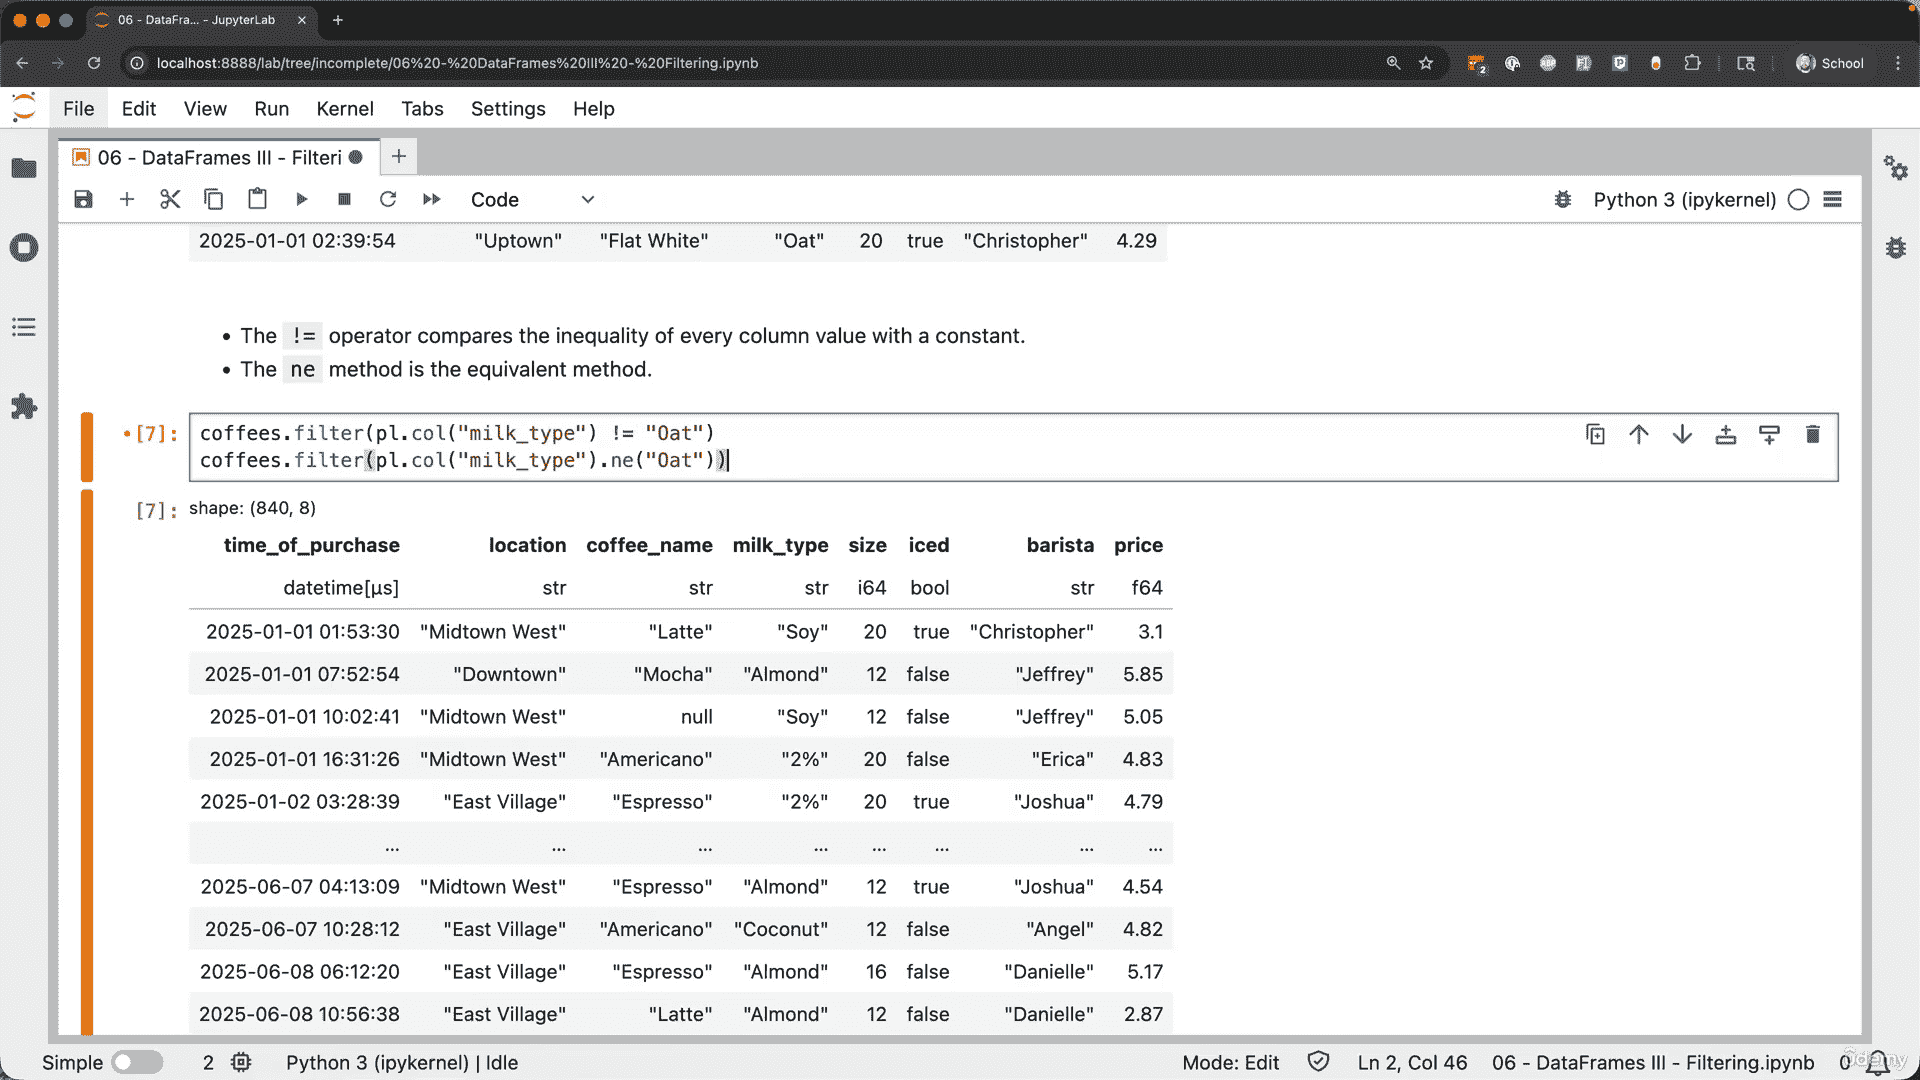 06 - DataFra... - JupyterLab
localhost:8888/lab/tree/incomplete/06%20-%20DataFrames%20III%20-%20Filtering.ipynb
2
School
File Edit View Run Kernel Tabs Settings Help
06 - DataFrames III - Filteri
Code
Python 3 (ipykernel)
2025-01-01 02:39:54 "Uptown" "Flat White" "Oat" 20 true "Christopher" 4.29
• The != operator compares the inequality of every column value with a constant.
• The ne method is the equivalent method.
[7]: coffees.filter(pl.col("milk_type") != "Oat")
coffees.filter(pl.col("milk_type").ne("Oat"))
[7]: shape: (840, 8)
time_of_purchase location coffee_name milk_type size iced barista price
datetime[μs] str str str i64 bool str f64
2025-01-01 01:53:30 "Midtown West" "Latte" "Soy" 20 true "Christopher" 3.1
2025-01-01 07:52:54 "Downtown" "Mocha" "Almond" 12 false "Jeffrey" 5.85
2025-01-01 10:02:41 "Midtown West" null "Soy" 12 false "Jeffrey" 5.05
2025-01-01 16:31:26 "Midtown West" "Americano" "2%" 20 false "Erica" 4.83
2025-01-02 03:28:39 "East Village" "Espresso" "2%" 20 true "Joshua" 4.79
... ... ... ... ... ... ... ...
2025-06-07 04:13:09 "Midtown West" "Espresso" "Almond" 12 true "Joshua" 4.54
2025-06-07 10:28:12 "East Village" "Americano" "Coconut" 12 false "Angel" 4.82
2025-06-08 06:12:20 "East Village" "Espresso" "Almond" 16 false "Danielle" 5.17
2025-06-08 10:56:38 "East Village" "Latte" "Almond" 12 false "Danielle" 2.87
Simple 2 Python 3 (ipykernel) | Idle Mode: Edit Ln 2, Col 46 06 - DataFrames III - Filtering.ipynb 0
ûdemy